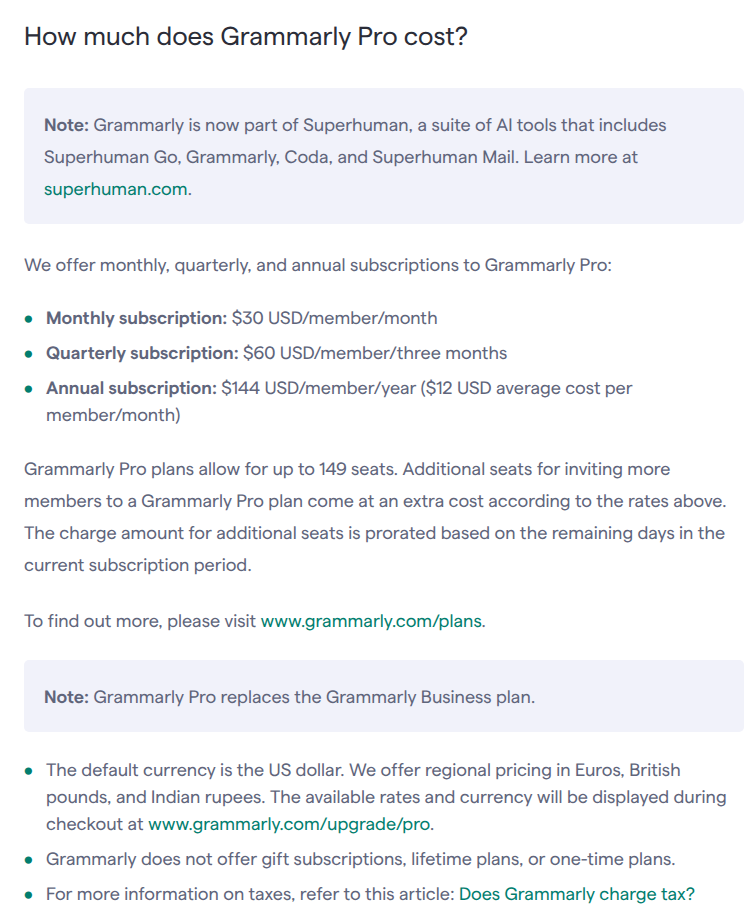 How much does Grammarly Pro cost?
Note: Grammarly is now part of Superhuman, a suite of AI tools that includes
Superhuman Go, Grammarly, Coda, and Superhuman Mail. Learn more at
superhuman.com.
We offer monthly, quarterly, and annual subscriptions to Grammarly Pro:
• Monthly subscription: $30 USD/member/month
• Quarterly subscription: $60 USD/member/three months
• Annual subscription: $144 USD/member/year ($12 USD average cost per
member/month)
Grammarly Pro plans allow for up to 149 seats. Additional seats for inviting more
members to a Grammarly Pro plan come at an extra cost according to the rates above.
The charge amount for additional seats is prorated based on the remaining days in the
current subscription period.
To find out more, please visit www.grammarly.com/plans.
Note: Grammarly Pro replaces the Grammarly Business plan.
• The default currency is the US dollar. We offer regional pricing in Euros, British
pounds, and Indian rupees. The available rates and currency will be displayed during
checkout at www.grammarly.com/upgrade/pro.
• Grammarly does not offer gift subscriptions, lifetime plans, or one-time plans.
• For more information on taxes, refer to this article: Does Grammarly charge tax?